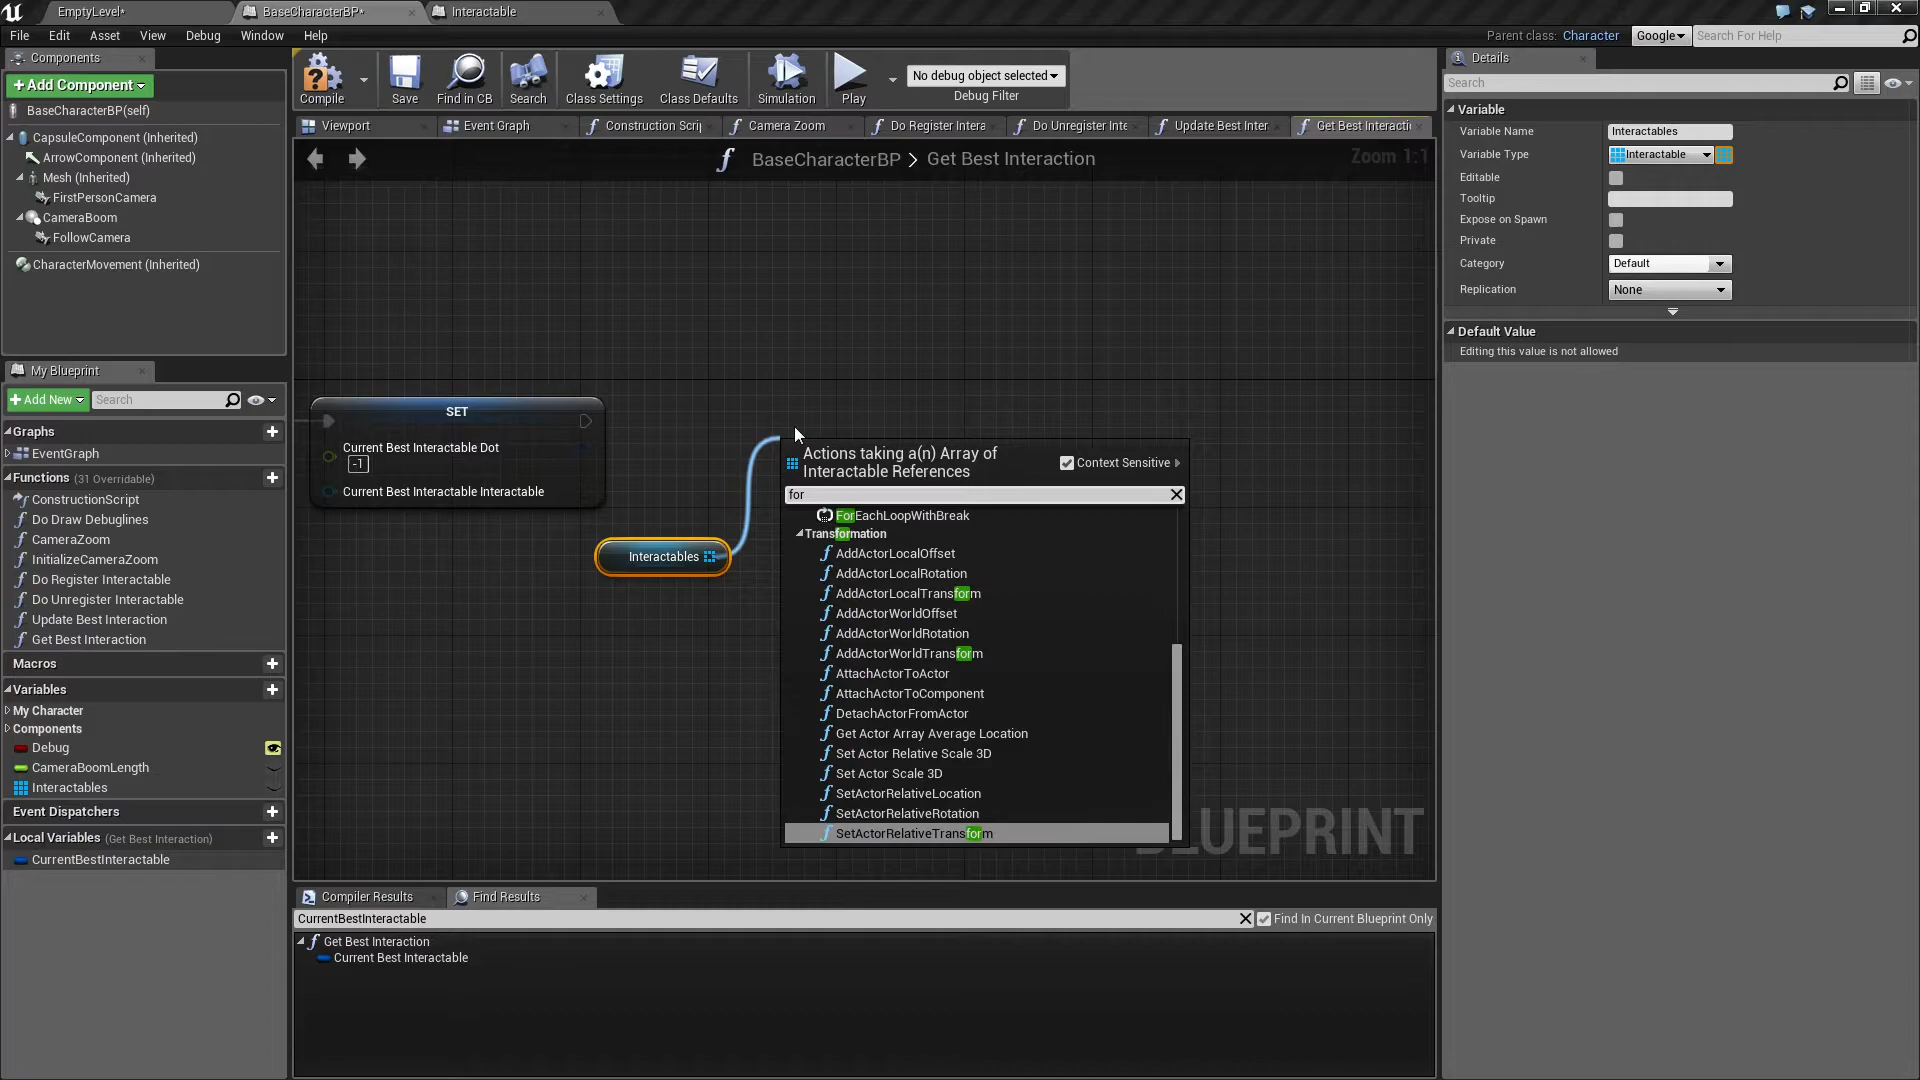 EmptyLevel*
BaseCharacterBP*
Interactable
File Edit Asset View Debug Window Help
Parent class: Character
Google
Search For Help
Components
+Add Component
BaseCharacterBP(self)
CapsuleComponent (Inherited)
ArrowComponent (Inherited)
Mesh (Inherited)
FirstPersonCamera
CameraBoom
FollowCamera
CharacterMovement (Inherited)
Compile
Save
Find in CB
Search
Class Settings
Class Defaults
Simulation
Play
No debug object selected
Debug Filter
Viewport
Event Graph
Construction Scrip
Camera Zoom
Do Register Intera
Do Unregister Inte
Update Best Inter
Get Best Interacti
BaseCharacterBP > Get Best Interaction
Zoom 1:1
My Blueprint
+Add New
Search
Graphs
EventGraph
Functions (31 Overridable)
ConstructionScript
Do Draw Debuglines
CameraZoom
InitializeCameraZoom
Do Register Interactable
Do Unregister Interactable
Update Best Interaction
Get Best Interaction
Macros
Variables
My Character
Components
Debug
CameraBoomLength
Interactables
Event Dispatchers
Local Variables (Get Best Interaction)
CurrentBestInteractable
SET
Current Best Interactable Dot
-1
Current Best Interactable Interactable
Interactables
Actions taking a(n) Array of
Interactable References
Context Sensitive
for
ForEachLoopWithBreak
Transformation
AddActorLocalOffset
AddActorLocalRotation
AddActorLocalTransform
AddActorWorldOffset
AddActorWorldRotation
AddActorWorldTransform
AttachActorToActor
AttachActorToComponent
DetachActorFromActor
Get Actor Array Average Location
Set Actor Relative Scale 3D
Set Actor Scale 3D
SetActorRelativeLocation
SetActorRelativeRotation
SetActorRelativeTransform
BLUEPRINT
Compiler Results
Find Results
CurrentBestInteractable
Find In Current Blueprint Only
Get Best Interaction
Current Best Interactable
Details
Search
Variable
Variable Name
Interactables
Variable Type
Interactable
Editable
Tooltip
Expose on Spawn
Private
Category
Default
Replication
None
Default Value
Editing this value is not allowed